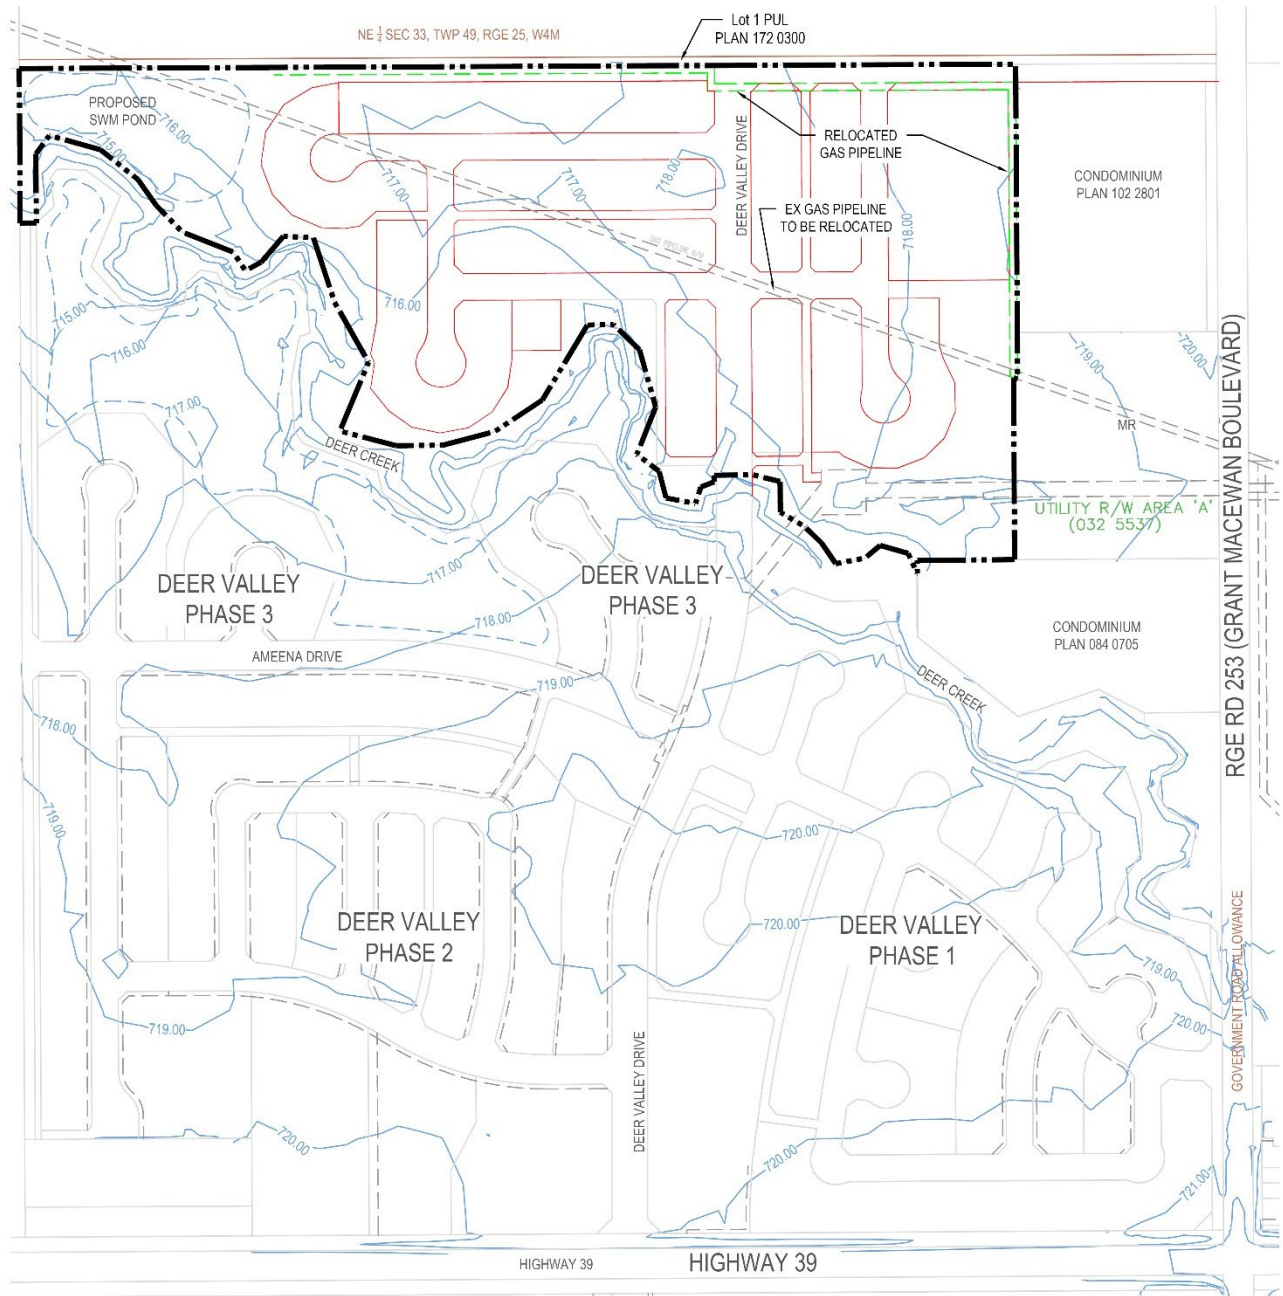 Lot 1 PUL
PLAN 172 0300
NE 1/4 SEC 33, TWP 49, RGE 25, W4M
PROPOSED
SWM POND
716.00
715.00
717.00
717.00
718.00
DEER VALLEY DRIVE
RELOCATED
GAS PIPELINE
CONDOMINIUM
PLAN 102 2801
EX GAS PIPELINE
TO BE RELOCATED
718.00
GAS PIPELINE R/W
716.00
715.00
716.00
719.00
720.00
717.00
MR
DEER CREEK
UTILITY R/W AREA 'A'
(032 5537)
RGE RD 253 (GRANT MACEWAN BOULEVARD)
DEER VALLEY
PHASE 3
717.00
DEER VALLEY
PHASE 3
718.00
CONDOMINIUM
PLAN 084 0705
AMEENA DRIVE
719.00
DEER CREEK
718.00
719.00
720.00
DEER VALLEY
PHASE 2
720.00
DEER VALLEY
PHASE 1
719.00
GOVERNMENT ROAD ALLOWANCE
719.00
720.00
DEER VALLEY DRIVE
720.00
720.00
721.00
HIGHWAY 39
HIGHWAY 39